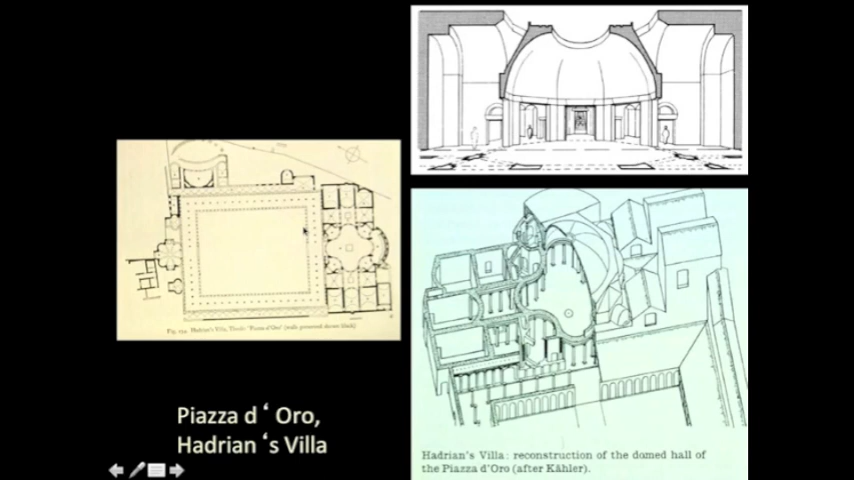 Fig. 132. Hadrian's Villa, Tivoli: 'Piazza d'Oro' (walls preserved shown black)
Piazza d ‘ Oro,
Hadrian ‘s Villa
Hadrian's Villa: reconstruction of the domed hall of
the Piazza d'Oro (after Kähler).